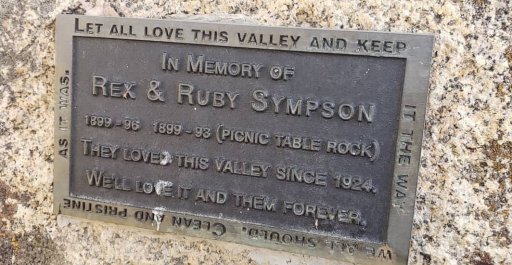 LET ALL LOVE THIS VALLEY AND KEEP
IT THE WAY
WE ALL SHOULD. CLEAN AND PRISTINE
AS IT WAS.
IN MEMORY OF
REX & RUBY SYMPSON
1899-96 1899-93 (PICNIC TABLE ROCK)
THEY LOVED THIS VALLEY SINCE 1924.
WE'LL LOVE IT AND THEM FOREVER.